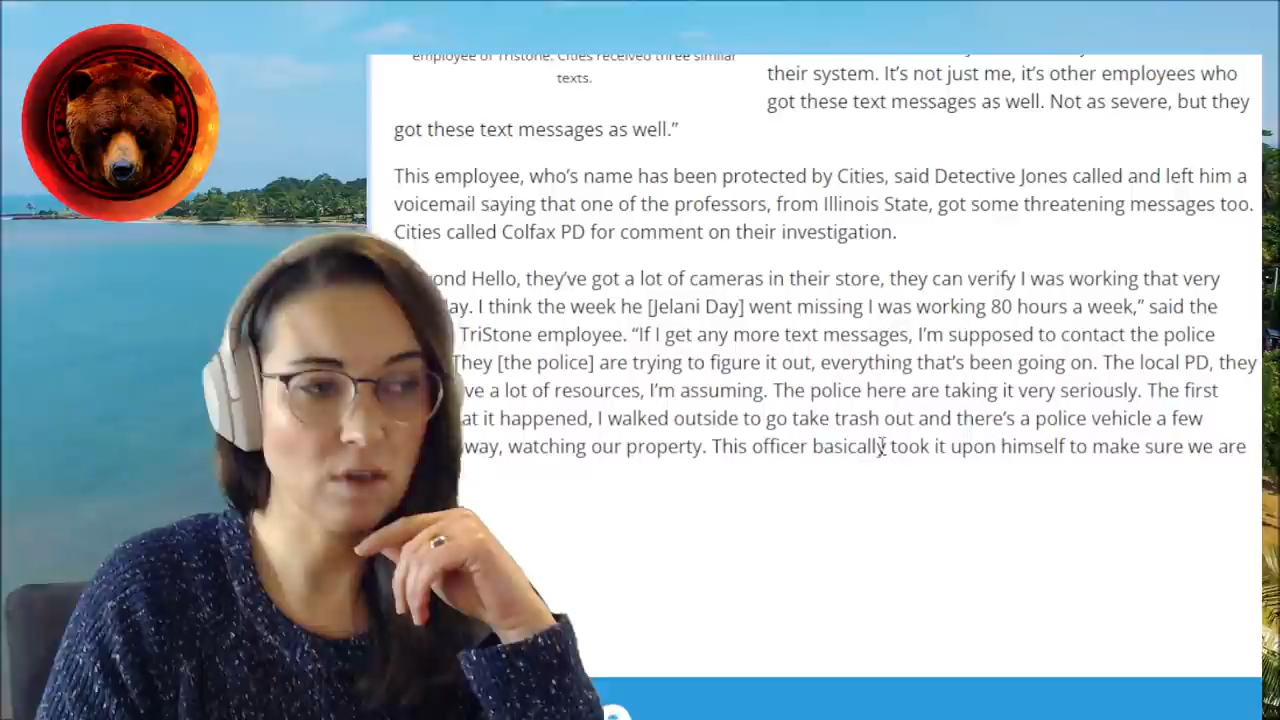 employee of Tristone. Cities received three similar
texts.
their system. It’s not just me, it’s other employees who
got these text messages as well. Not as severe, but they
got these text messages as well.”
This employee, who’s name has been protected by Cities, said Detective Jones called and left him a
voicemail saying that one of the professors, from Illinois State, got some threatening messages too.
Cities called Colfax PD for comment on their investigation.
ond Hello, they’ve got a lot of cameras in their store, they can verify I was working that very
ay. I think the week he [Jelani Day] went missing I was working 80 hours a week,” said the
TriStone employee. “If I get any more text messages, I’m supposed to contact the police
They [the police] are trying to figure it out, everything that’s been going on. The local PD, they
ve a lot of resources, I’m assuming. The police here are taking it very seriously. The first
at it happened, I walked outside to go take trash out and there’s a police vehicle a few
way, watching our property. This officer basically took it upon himself to make sure we are